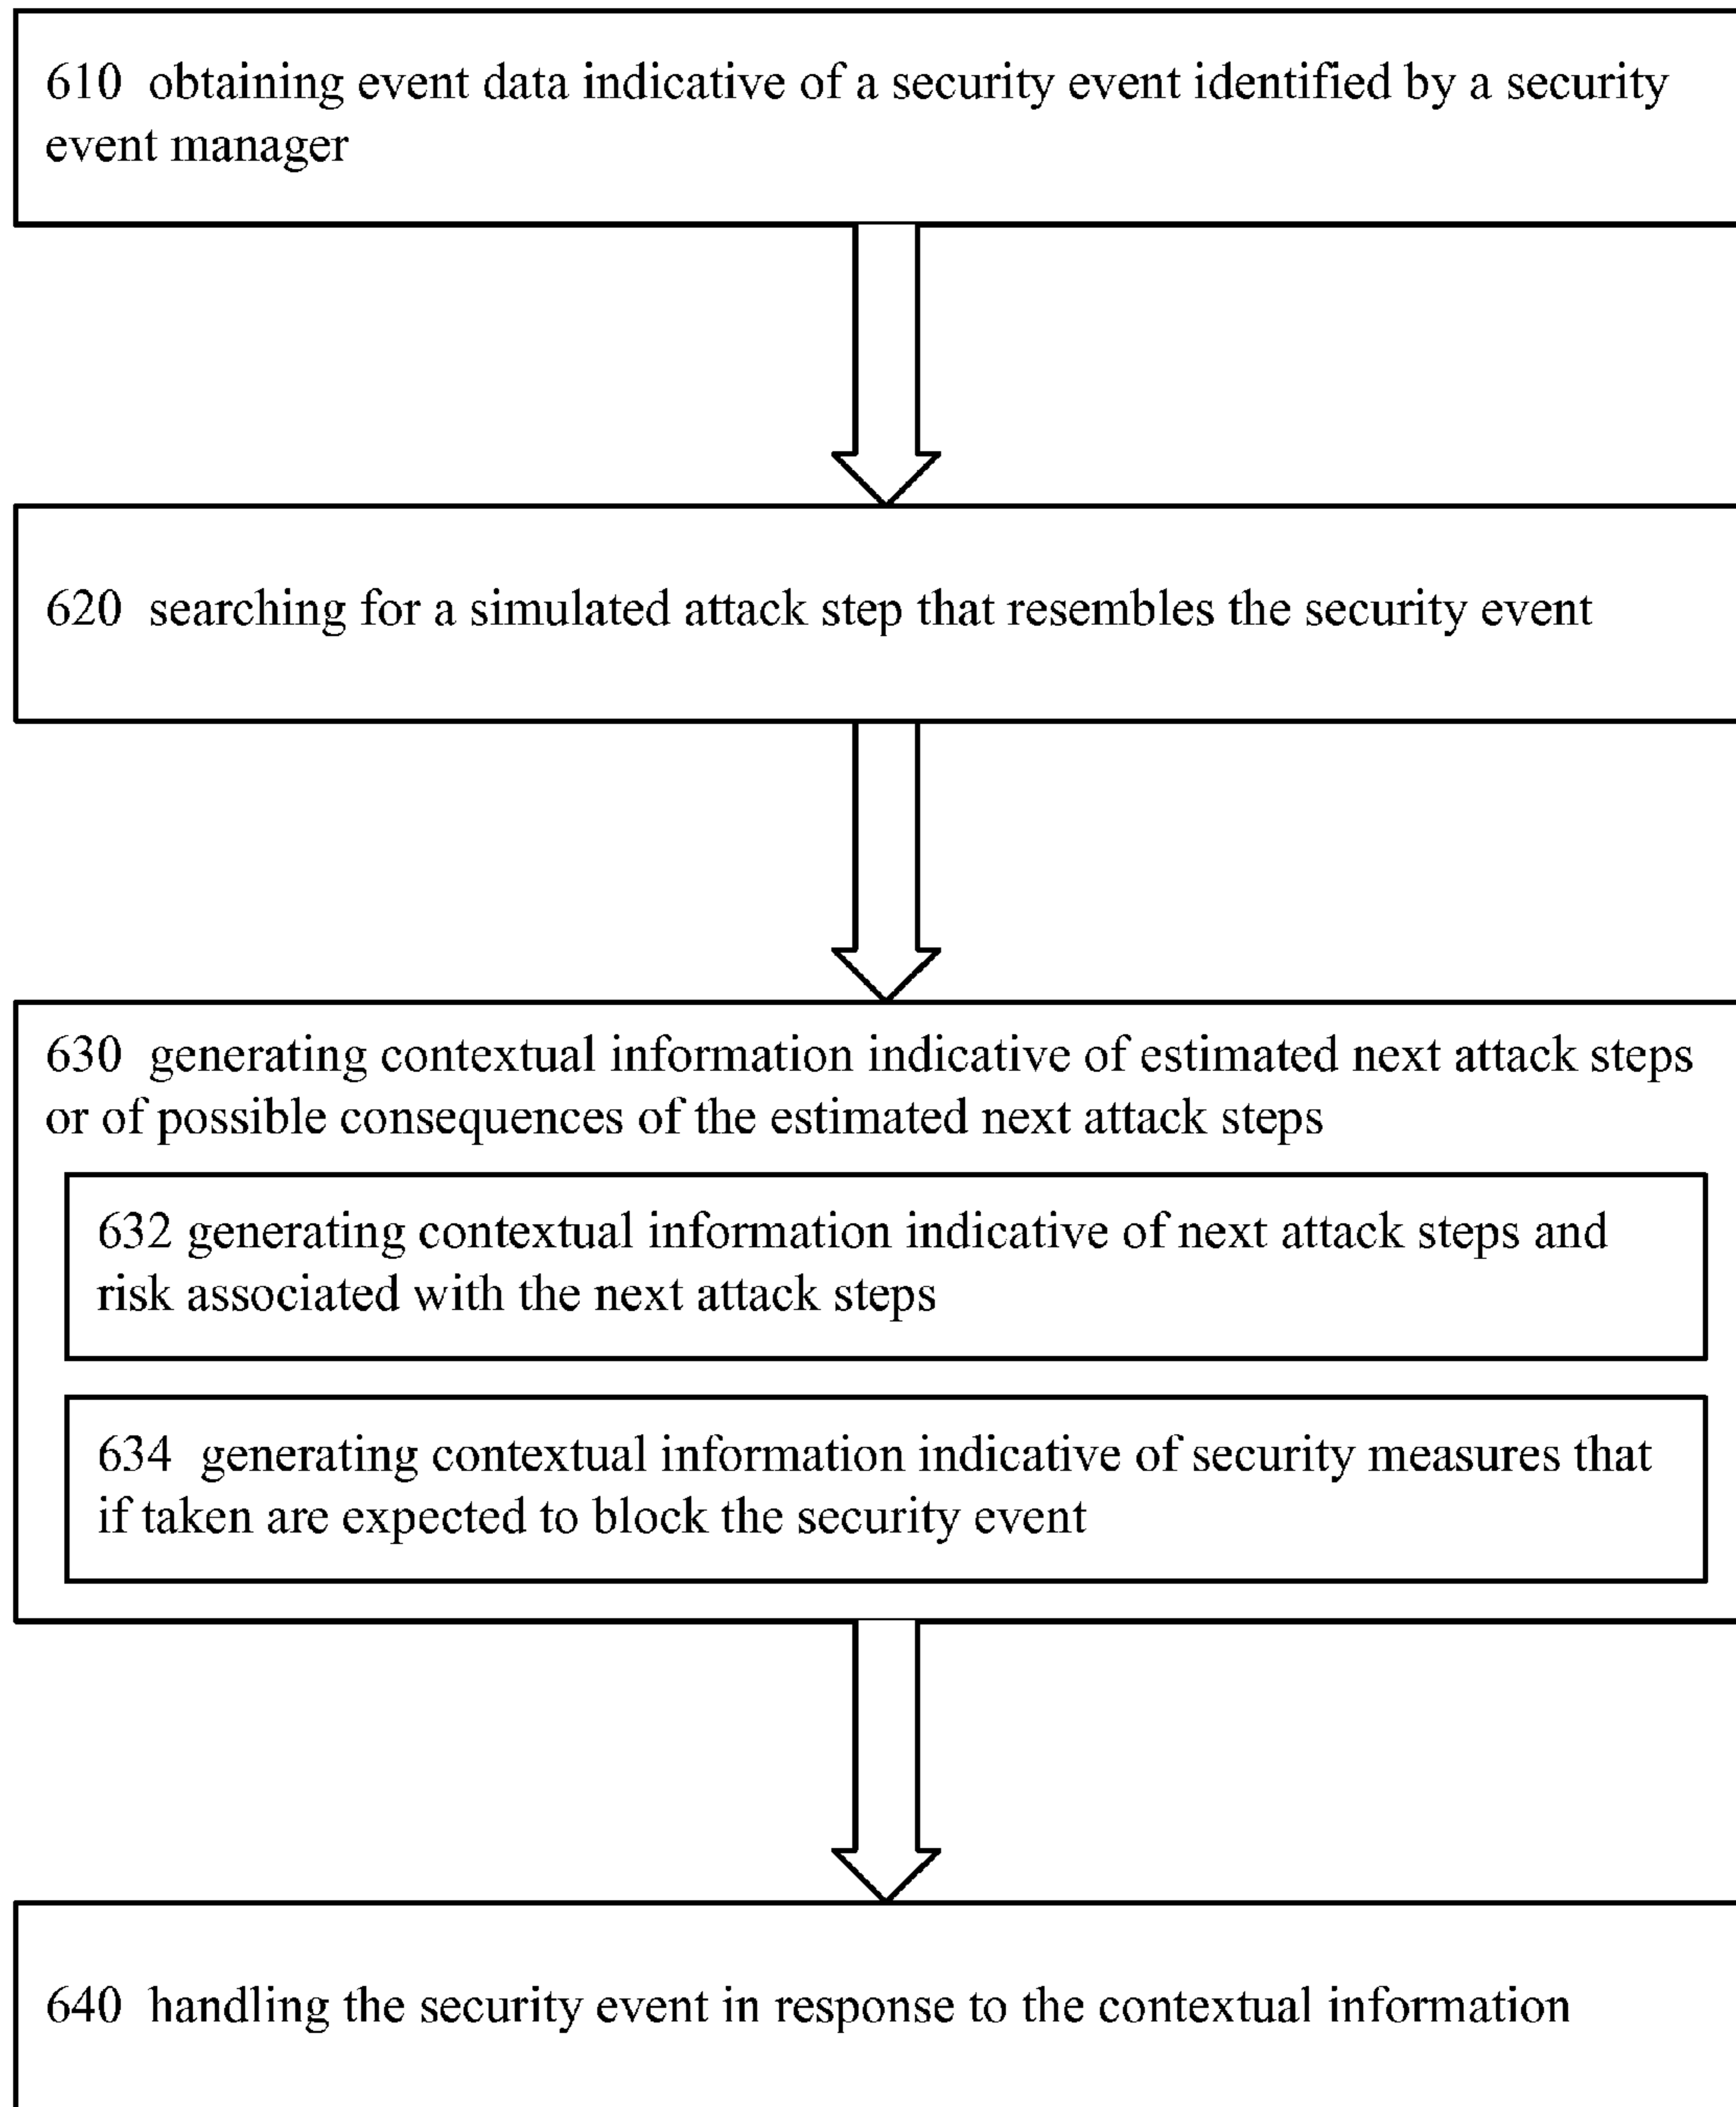 610 obtaining event data indicative of a security event identified by a security
event manager
620 searching for a simulated attack step that resembles the security event
630 generating contextual information indicative of estimated next attack steps
or of possible consequences of the estimated next attack steps
632 generating contextual information indicative of next attack steps and
risk associated with the next attack steps
634 generating contextual information indicative of security measures that
if taken are expected to block the security event
640 handling the security event in response to the contextual information